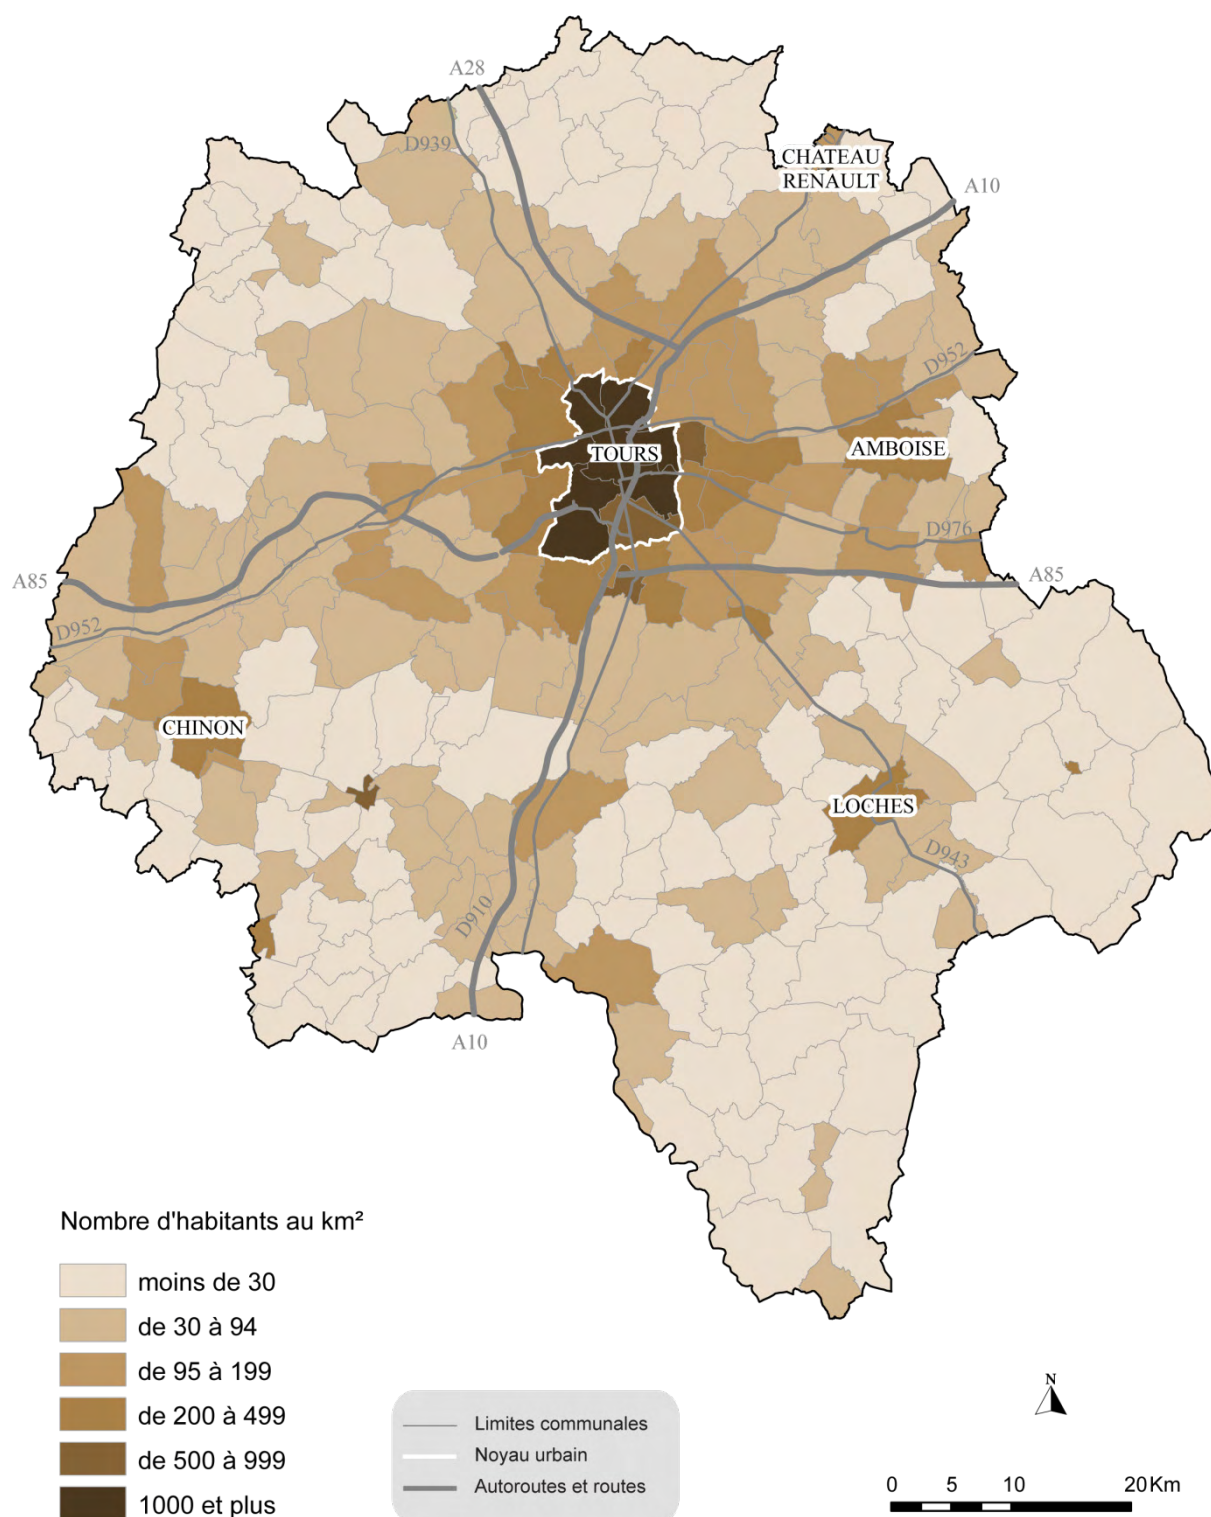 A28
D939
CHATEAU
RENAULT
A10
D952
TOURS
AMBOISE
D976
A85
A85
D952
CHINON
LOCHES
D943
D910
A10
Nombre d'habitants au km²
moins de 30
de 30 à 94
de 95 à 199
de 200 à 499
de 500 à 999
1000 et plus
Limites communales
Noyau urbain
Autoroutes et routes
N
0 5 10 20 Km